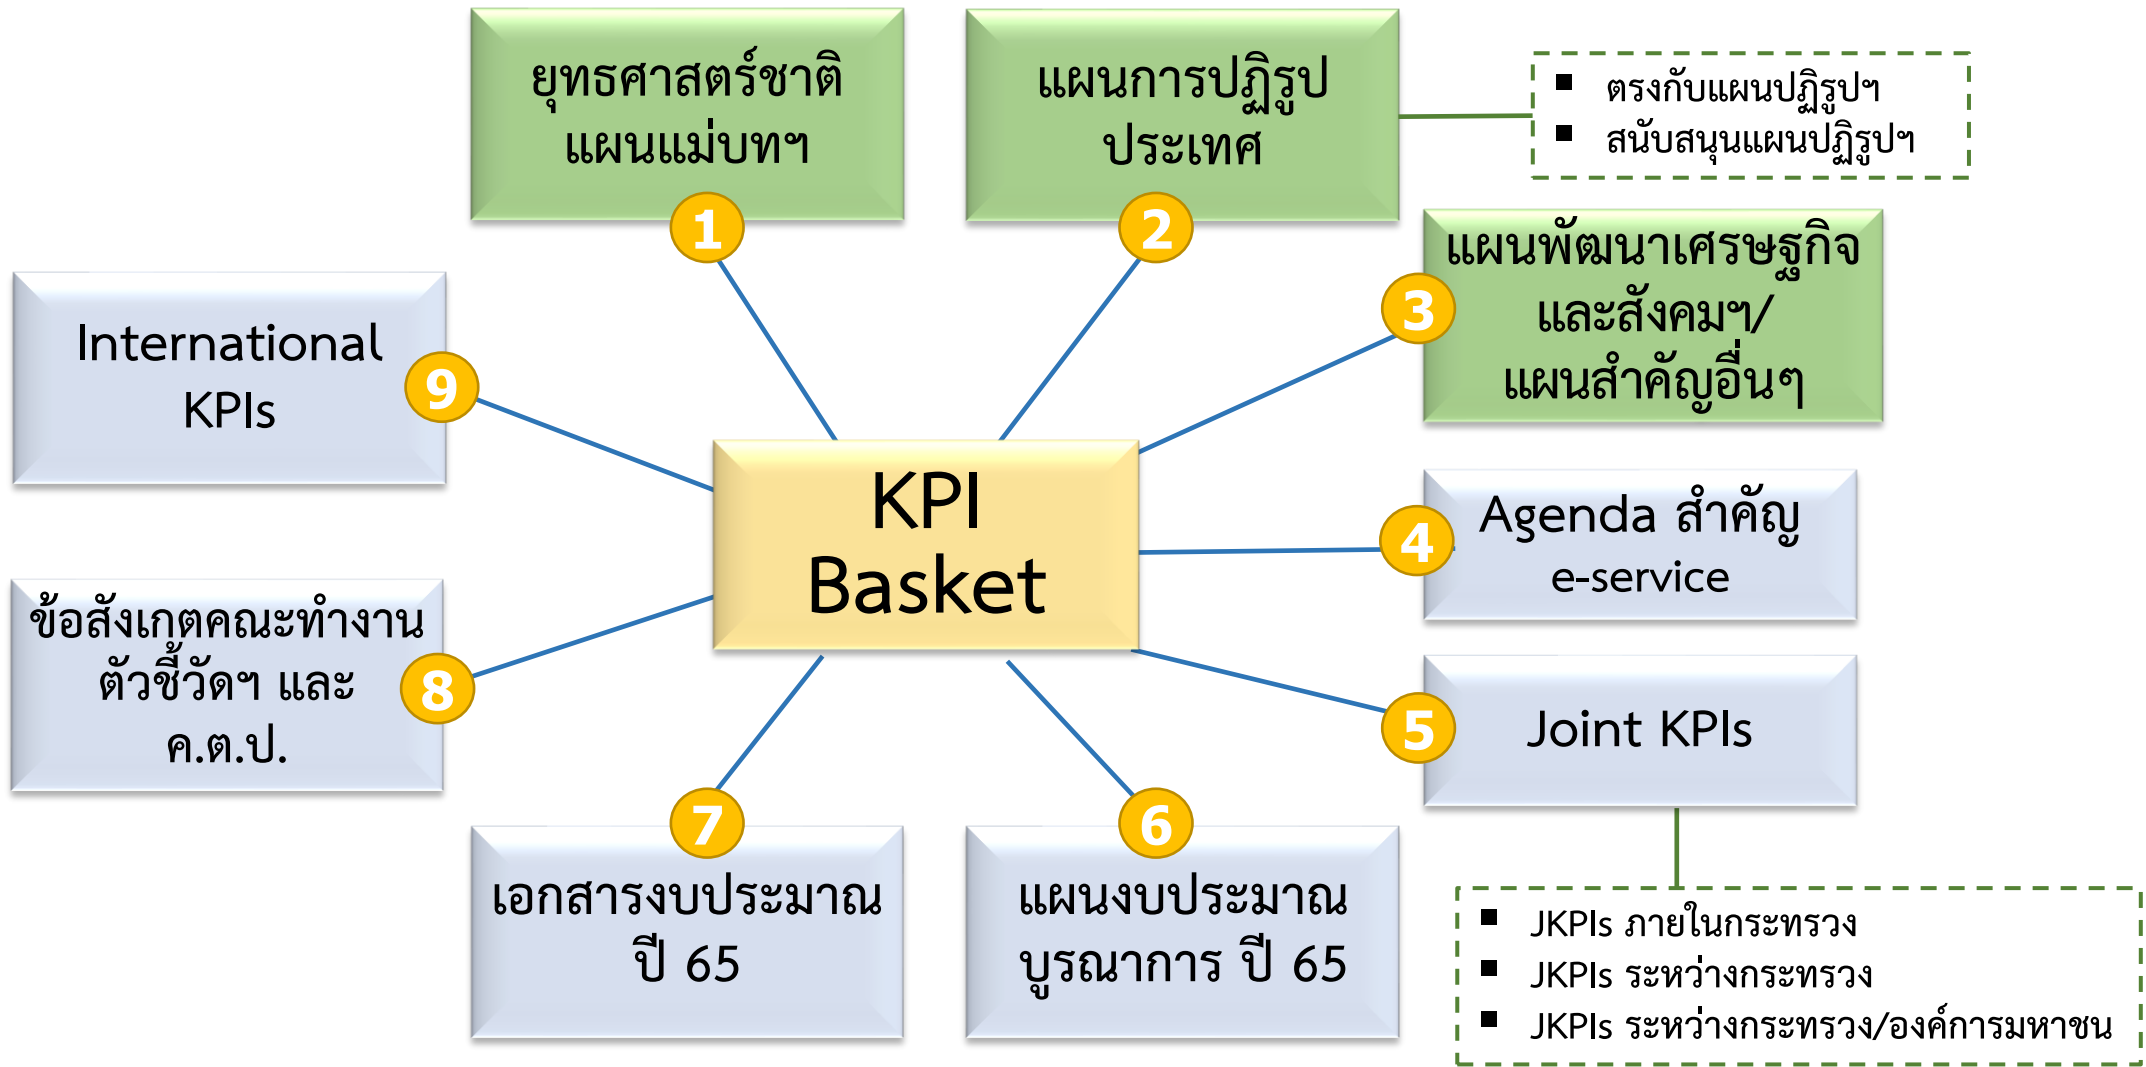 ยุทธศาสตร์ชาติ
แผนแม่บทฯ
1
แผนการปฏิรูป
ประเทศ
2
▪ ตรงกับแผนปฏิรูปฯ
▪ สนับสนุนแผนปฏิรูปฯ
แผนพัฒนาเศรษฐกิจ
และสังคมฯ/
แผนสำคัญอื่นๆ
3
International
KPIs
9
KPI
Basket
Agenda สำคัญ
e-service
4
ข้อสังเกตคณะทำงาน
ตัวชี้วัดฯ และ
ค.ต.ป.
8
Joint KPIs
5
7
เอกสารงบประมาณ
ปี 65
6
แผนงบประมาณ
บูรณาการ ปี 65
▪ JKPIs ภายในกระทรวง
▪ JKPIs ระหว่างกระทรวง
▪ JKPIs ระหว่างกระทรวง/องค์การมหาชน